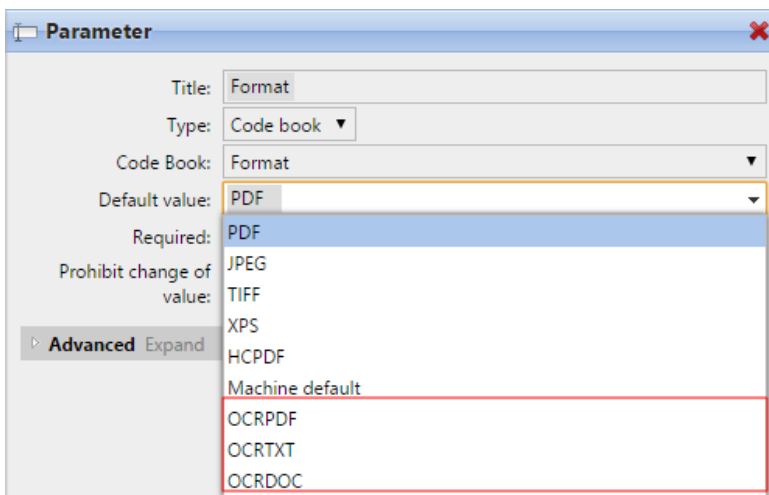 Parameter
Title: Format
Type: Code book
Code Book: Format
Default value: PDF
Required:
Prohibit change of
value:
Advanced Expand
PDF
JPEG
TIFF
XPS
HCPDF
Machine default
OCRPDF
OCRTXT
OCRDOC